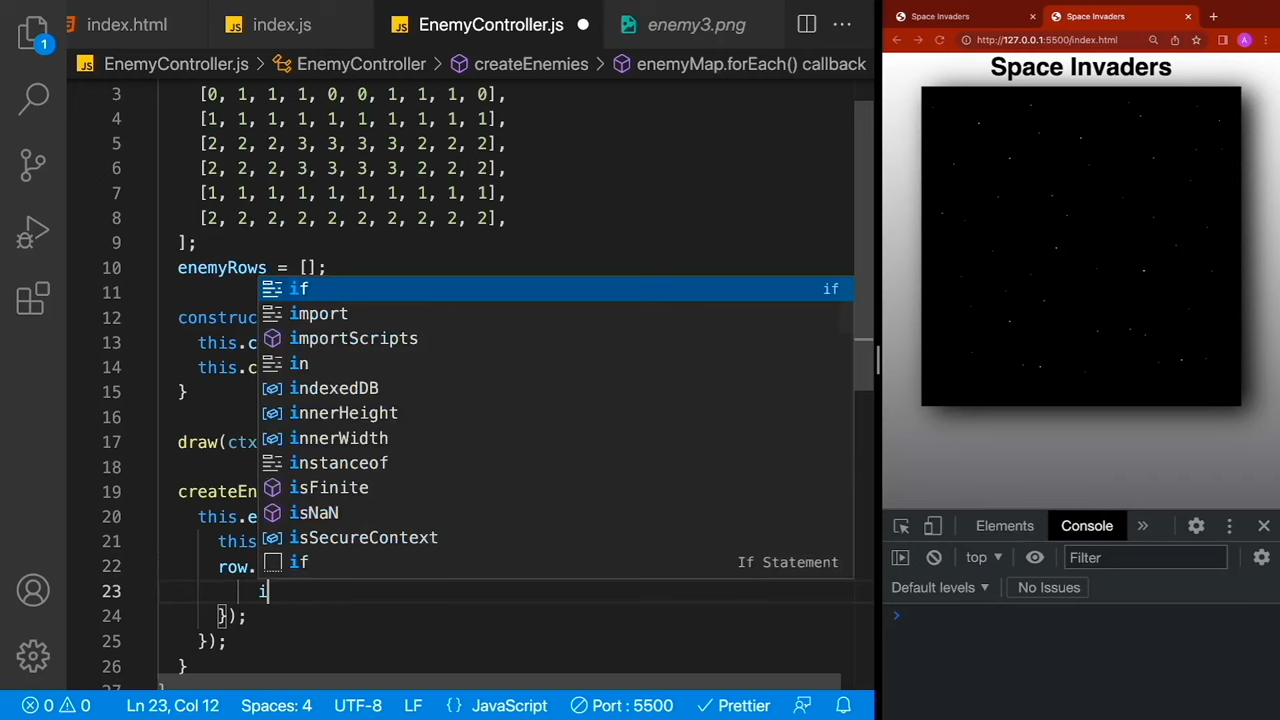 index.html
index.js
EnemyController.js
enemy3.png
EnemyController.js
EnemyController
createEnemies
enemyMap.forEach() callback
3 [0, 1, 1, 1, 0, 0, 1, 1, 1, 0],
4 [1, 1, 1, 1, 1, 1, 1, 1, 1, 1],
5 [2, 2, 2, 3, 3, 3, 3, 2, 2, 2],
6 [2, 2, 2, 3, 3, 3, 3, 2, 2, 2],
7 [1, 1, 1, 1, 1, 1, 1, 1, 1, 1],
8 [2, 2, 2, 2, 2, 2, 2, 2, 2, 2],
9 ];
10 enemyRows = [];
11
12 construc
13 this.c
14 this.c
15 }
16
17 draw(ctx
18
19 createEn
20 this.e
21 this
22 row.
23 i
24 });
25 });
26 }
27
if if
import
importScripts
in
indexedDB
innerHeight
innerWidth
instanceof
isFinite
isNaN
isSecureContext
if If Statement
1
0 0
Ln 23, Col 12
Spaces: 4
UTF-8
LF
{ } JavaScript
Port : 5500
Prettier
Space Invaders
Space Invaders
http://127.0.0.1:5500/index.html
A
Space Invaders
Elements
Console
top
Filter
Default levels
No Issues